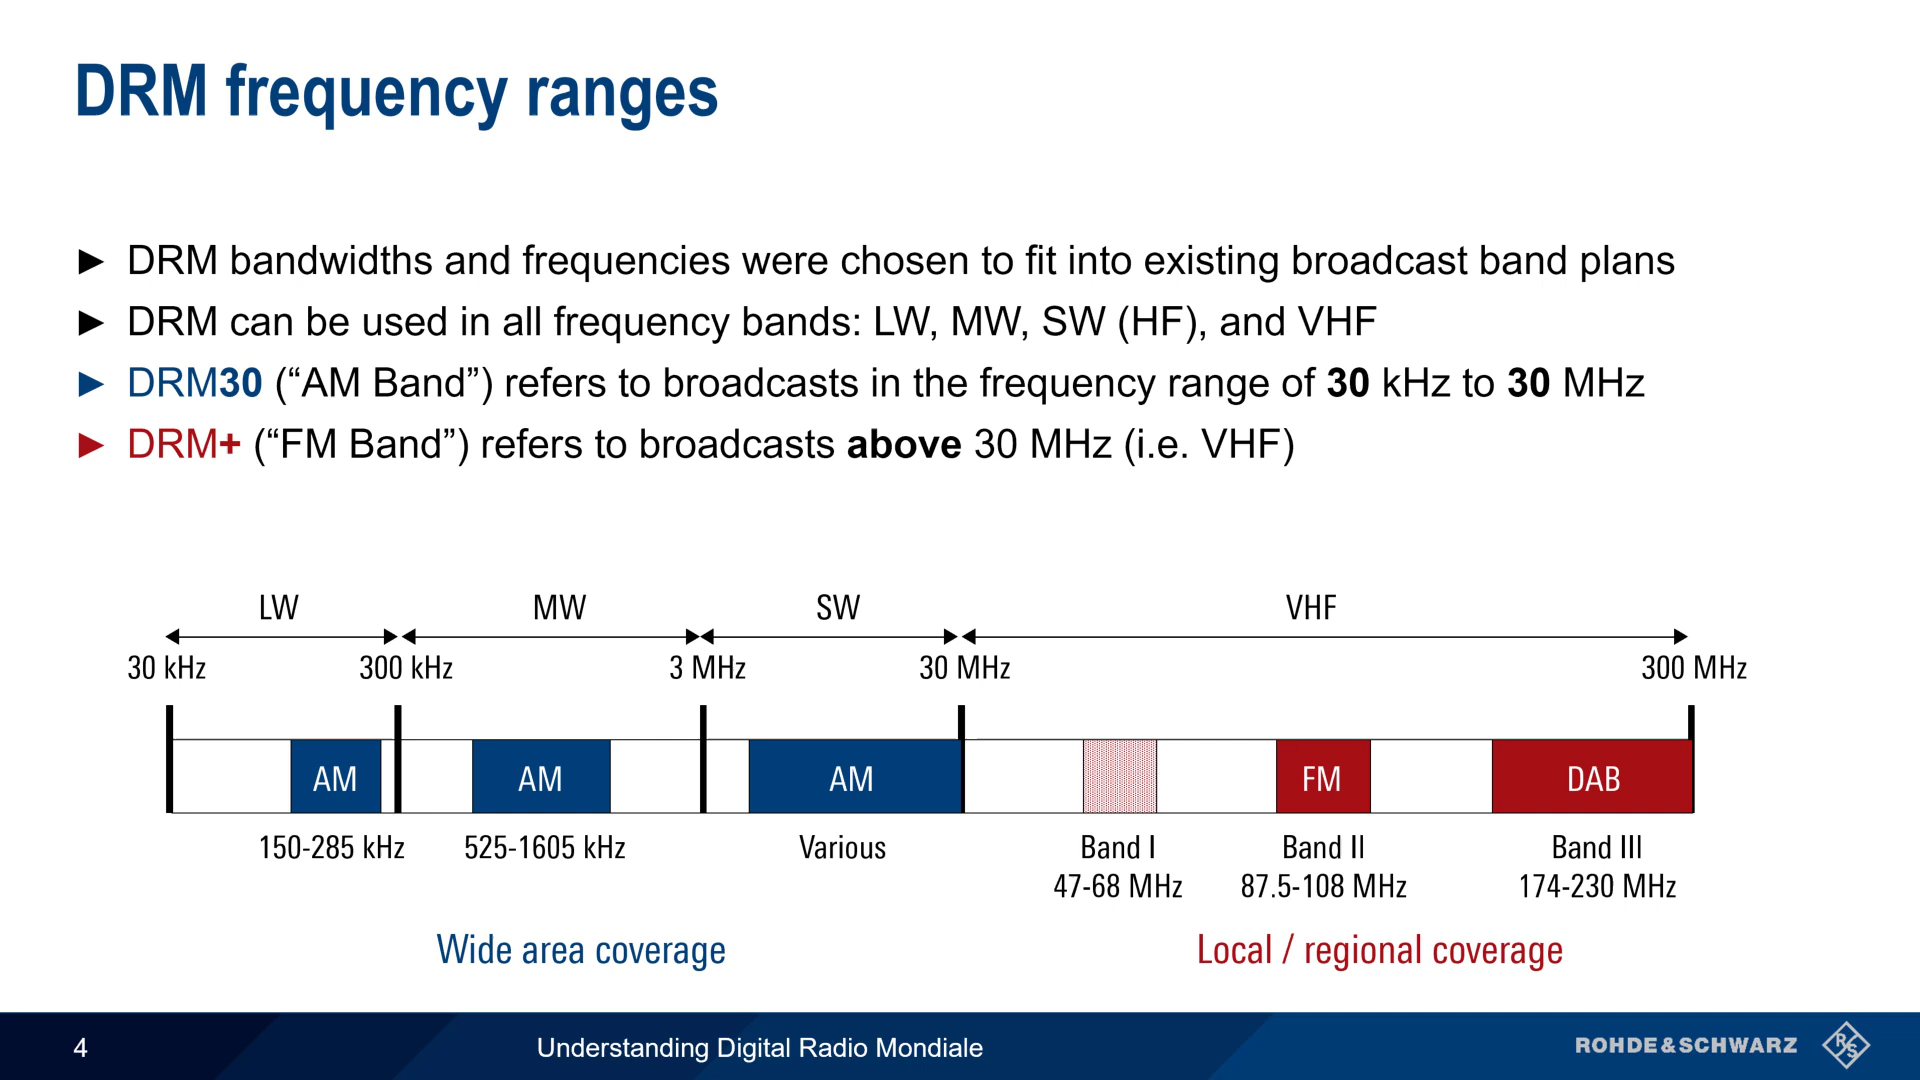 DRM frequency ranges
► DRM bandwidths and frequencies were chosen to fit into existing broadcast band plans
► DRM can be used in all frequency bands: LW, MW, SW (HF), and VHF
► DRM30 (“AM Band”) refers to broadcasts in the frequency range of 30 kHz to 30 MHz
► DRM+ (“FM Band”) refers to broadcasts above 30 MHz (i.e. VHF)
LW MW SW VHF
30 kHz 300 kHz 3 MHz 30 MHz 300 MHz
AM AM AM FM DAB
150-285 kHz 525-1605 kHz Various Band I Band II Band III
47-68 MHz 87.5-108 MHz 174-230 MHz
Wide area coverage Local / regional coverage
4 Understanding Digital Radio Mondiale ROHDE&SCHWARZ R&S